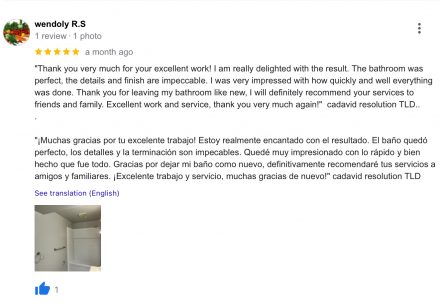 wendoly R.S
1 review · 1 photo
a month ago
"Thank you very much for your excellent work! I am really delighted with the result. The bathroom was
perfect, the details and finish are impeccable. I was very impressed with how quickly and well everything
was done. Thank you for leaving my bathroom like new, I will definitely recommend your services to
friends and family. Excellent work and service, thank you very much again!"  cadavid resolution TLD..
.
"¡Muchas gracias por tu excelente trabajo! Estoy realmente encantado con el resultado. El baño quedó
perfecto, los detalles y la terminación son impecables. Quedé muy impresionado con lo rápido y bien
hecho que fue todo. Gracias por dejar mi baño como nuevo, definitivamente recomendaré tus servicios a
amigos y familiares. ¡Excelente trabajo y servicio, muchas gracias de nuevo!" cadavid resolution TLD
See translation (English)
1